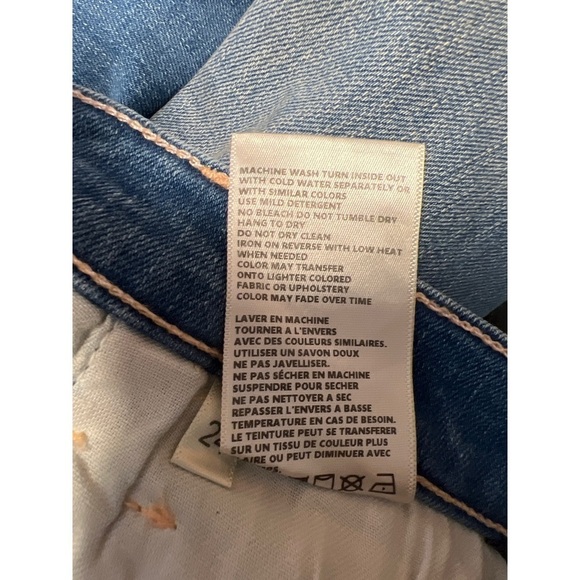 MACHINE WASH TURN INSIDE OUT
WITH COLD WATER SEPARATELY OR
WITH SIMILAR COLORS
USE MILD DETERGENT
NO BLEACH DO NOT TUMBLE DRY
HANG TO DRY
DO NOT DRY CLEAN
IRON ON REVERSE WITH LOW HEAT
WHEN NEEDED
COLOR MAY TRANSFER
ONTO LIGHTER COLORED
FABRIC OR UPHOLSTERY
COLOR MAY FADE OVER TIME
LAVER EN MACHINE
TOURNER A L'ENVERS
AVEC DES COULEURS SIMILAIRES.
UTILISER UN SAVON DOUX
NE PAS JAVELLISER.
NE PAS SÉCHER EN MACHINE
SUSPENDRE POUR SECHER
NE PAS NETTOYER A SEC
REPASSER L'ENVERS A BASSE
TEMPERATURE EN CAS DE BESOIN.
LE TEINTURE PEUT SE TRANSFERER
SUR UN TISSU DE COULEUR PLUS
OU PEUT DIMINUER AVEC